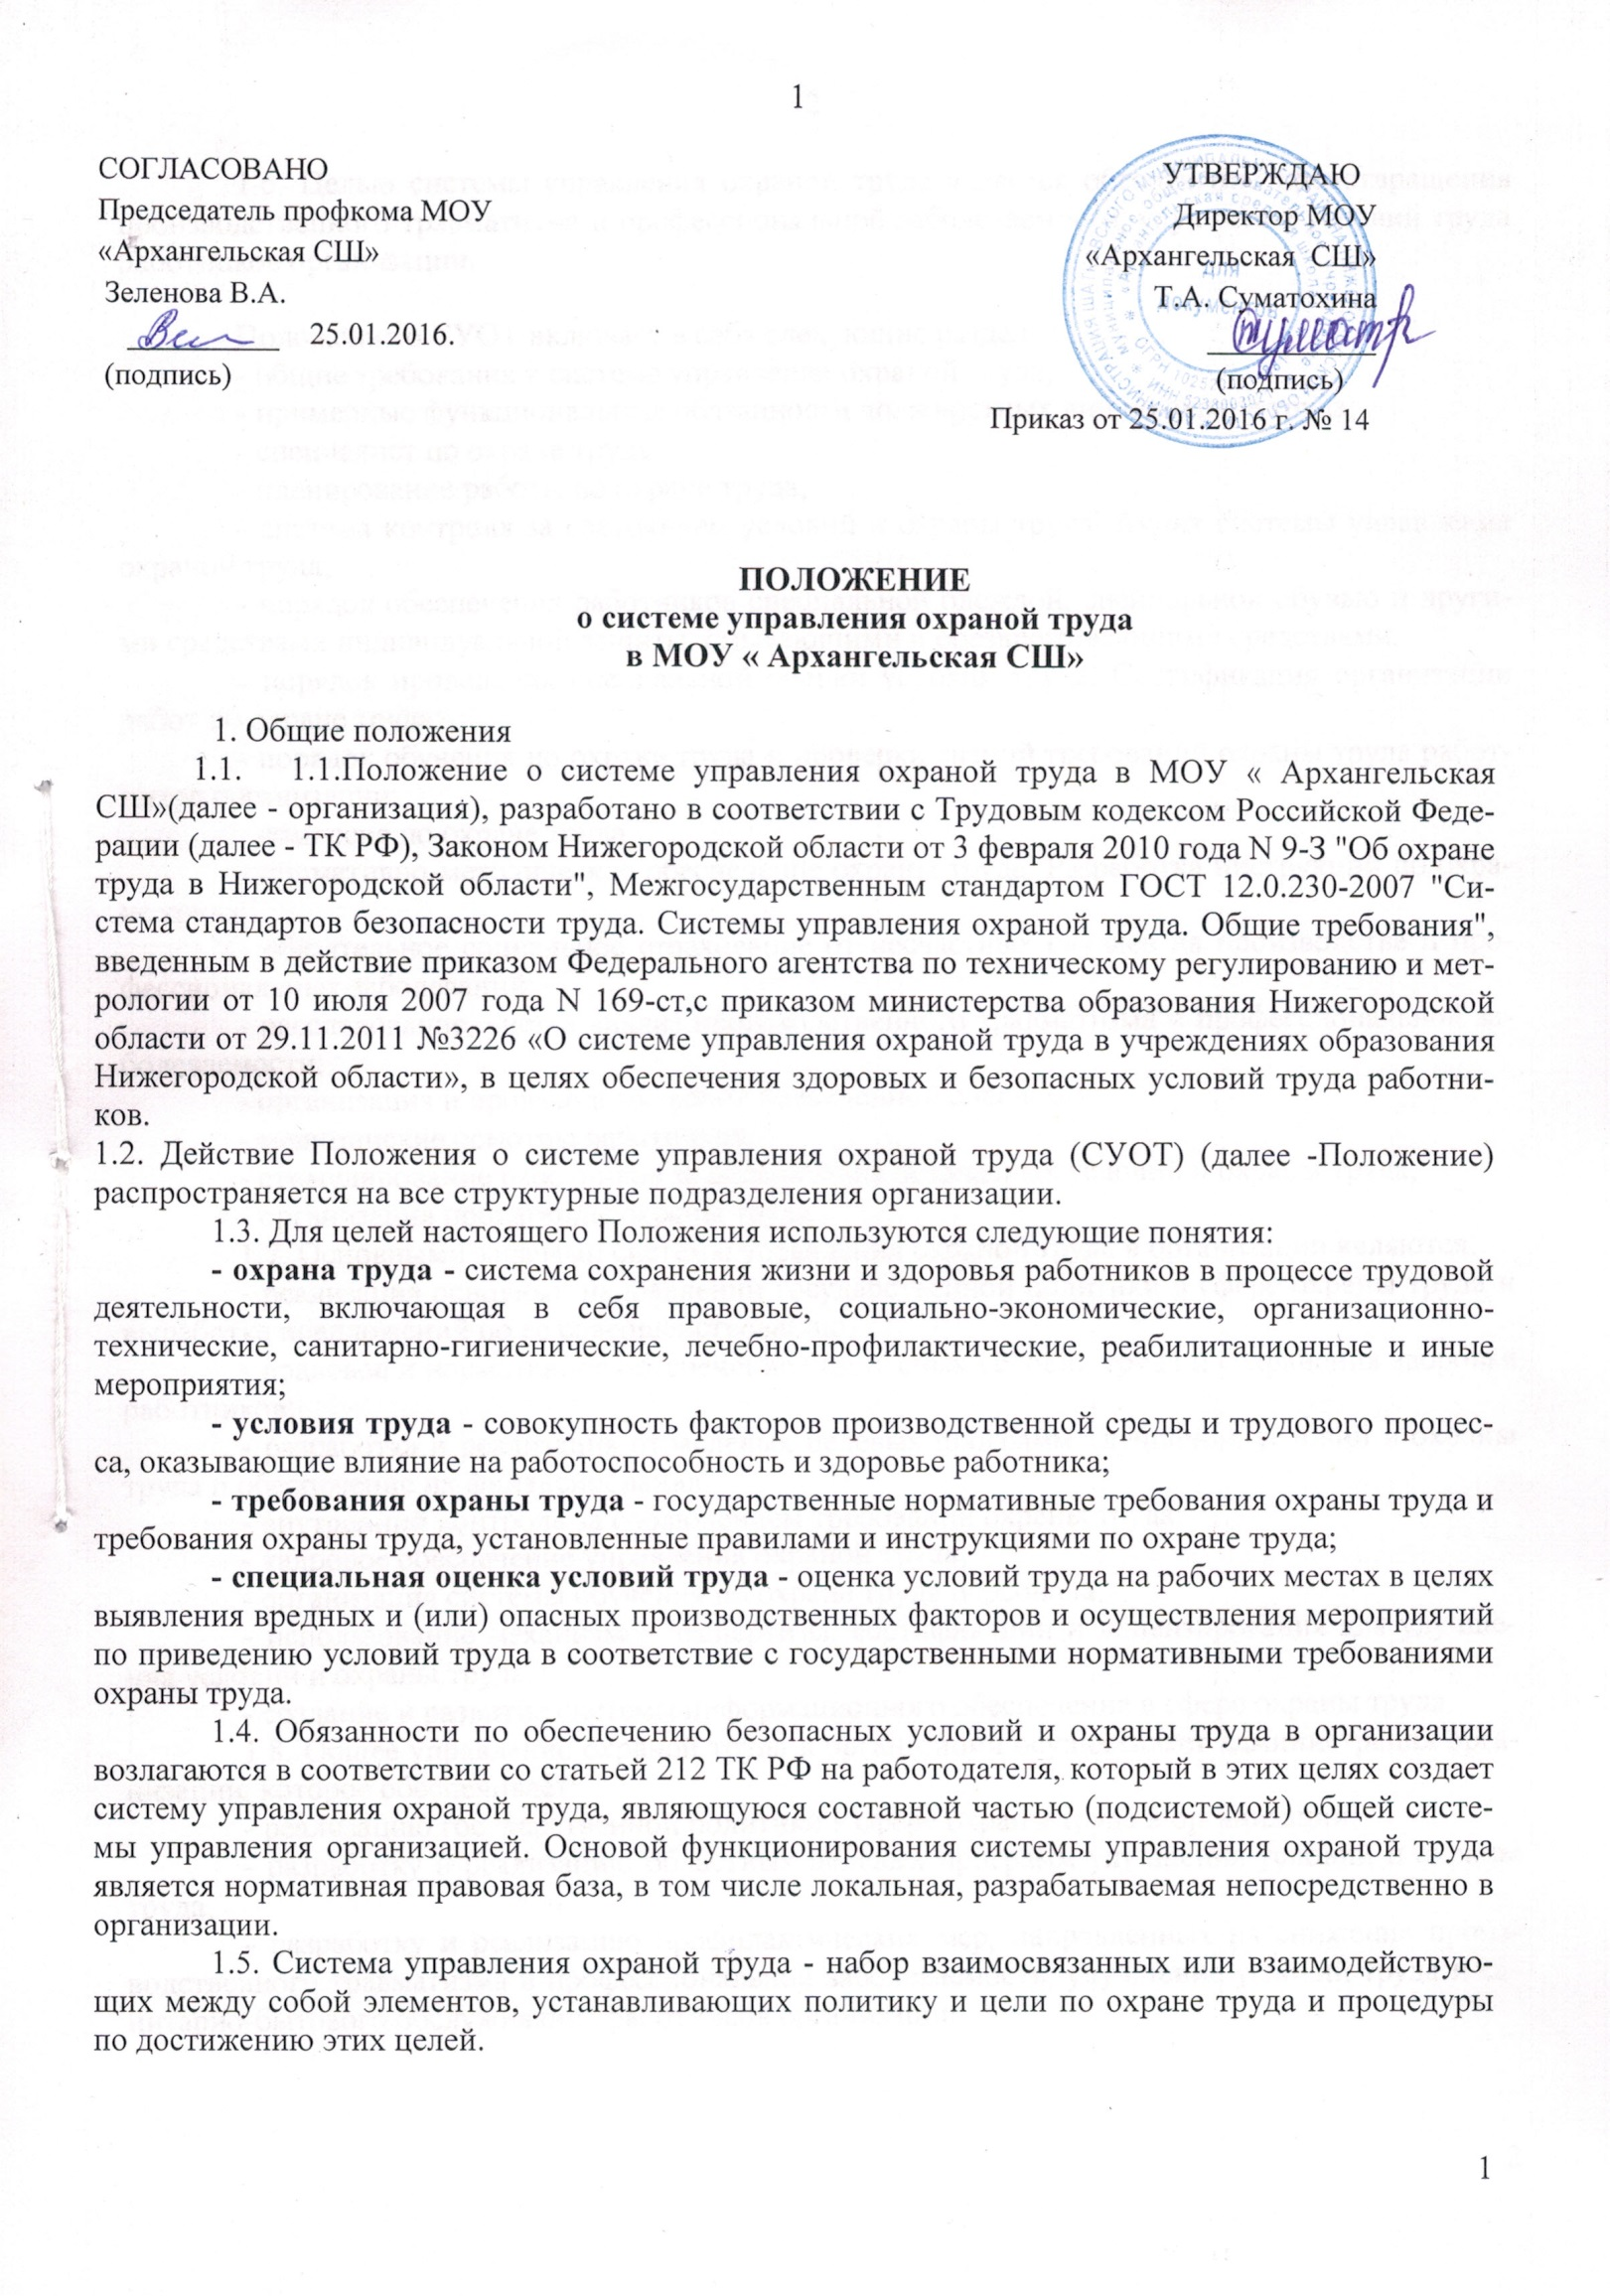 1
СОГЛАСОВАНО
Председатель профкома МОУ
«Архангельская СШ»
Зеленова В.А.
25.01.2016.
(подпись)
УТВЕРЖДАЮ
Директор МОУ
«Архангельская СШ»
Т.А. Суматохина
(подпись)
Приказ от 25.01.2016 г. № 14
для
документов
ПОЛОЖЕНИЕ
о системе управления охраной труда
в МОУ « Архангельская СШ»
1. Общие положения
1.1. 1.1.Положение о системе управления охраной труда в МОУ « Архангельская
СШ»(далее - организация), разработано в соответствии с Трудовым кодексом Российской Феде-
рации (далее - ТК РФ), Законом Нижегородской области от 3 февраля 2010 года N 9-З "Об охране
труда в Нижегородской области", Межгосударственным стандартом ГОСТ 12.0.230-2007 "Си-
стема стандартов безопасности труда. Системы управления охраной труда. Общие требования",
введенным в действие приказом Федерального агентства по техническому регулированию и мет-
рологии от 10 июля 2007 года N 169-ст,с приказом министерства образования Нижегородской
области от 29.11.2011 №3226 «О системе управления охраной труда в учреждениях образования
Нижегородской области», в целях обеспечения здоровых и безопасных условий труда работни-
ков.
1.2. Действие Положения о системе управления охраной труда (СУОТ) (далее -Положение)
распространяется на все структурные подразделения организации.
1.3. Для целей настоящего Положения используются следующие понятия:
- охрана труда - система сохранения жизни и здоровья работников в процессе трудовой
деятельности, включающая в себя правовые, социально-экономические, организационно-
технические, санитарно-гигиенические, лечебно-профилактические, реабилитационные и иные
мероприятия;
- условия труда - совокупность факторов производственной среды и трудового процес-
са, оказывающие влияние на работоспособность и здоровье работника;
- требования охраны труда - государственные нормативные требования охраны труда и
требования охраны труда, установленные правилами и инструкциями по охране труда;
- специальная оценка условий труда - оценка условий труда на рабочих местах в целях
выявления вредных и (или) опасных производственных факторов и осуществления мероприятий
по приведению условий труда в соответствие с государственными нормативными требованиями
охраны труда.
1.4. Обязанности по обеспечению безопасных условий и охраны труда в организации
возлагаются в соответствии со статьей 212 ТК РФ на работодателя, который в этих целях создает
систему управления охраной труда, являющуюся составной частью (подсистемой) общей систе-
мы управления организацией. Основой функционирования системы управления охраной труда
является нормативная правовая база, в том числе локальная, разрабатываемая непосредственно в
организации.
1.5. Система управления охраной труда - набор взаимосвязанных или взаимодействую-
щих между собой элементов, устанавливающих политику и цели по охране труда и процедуры
по достижению этих целей.
1